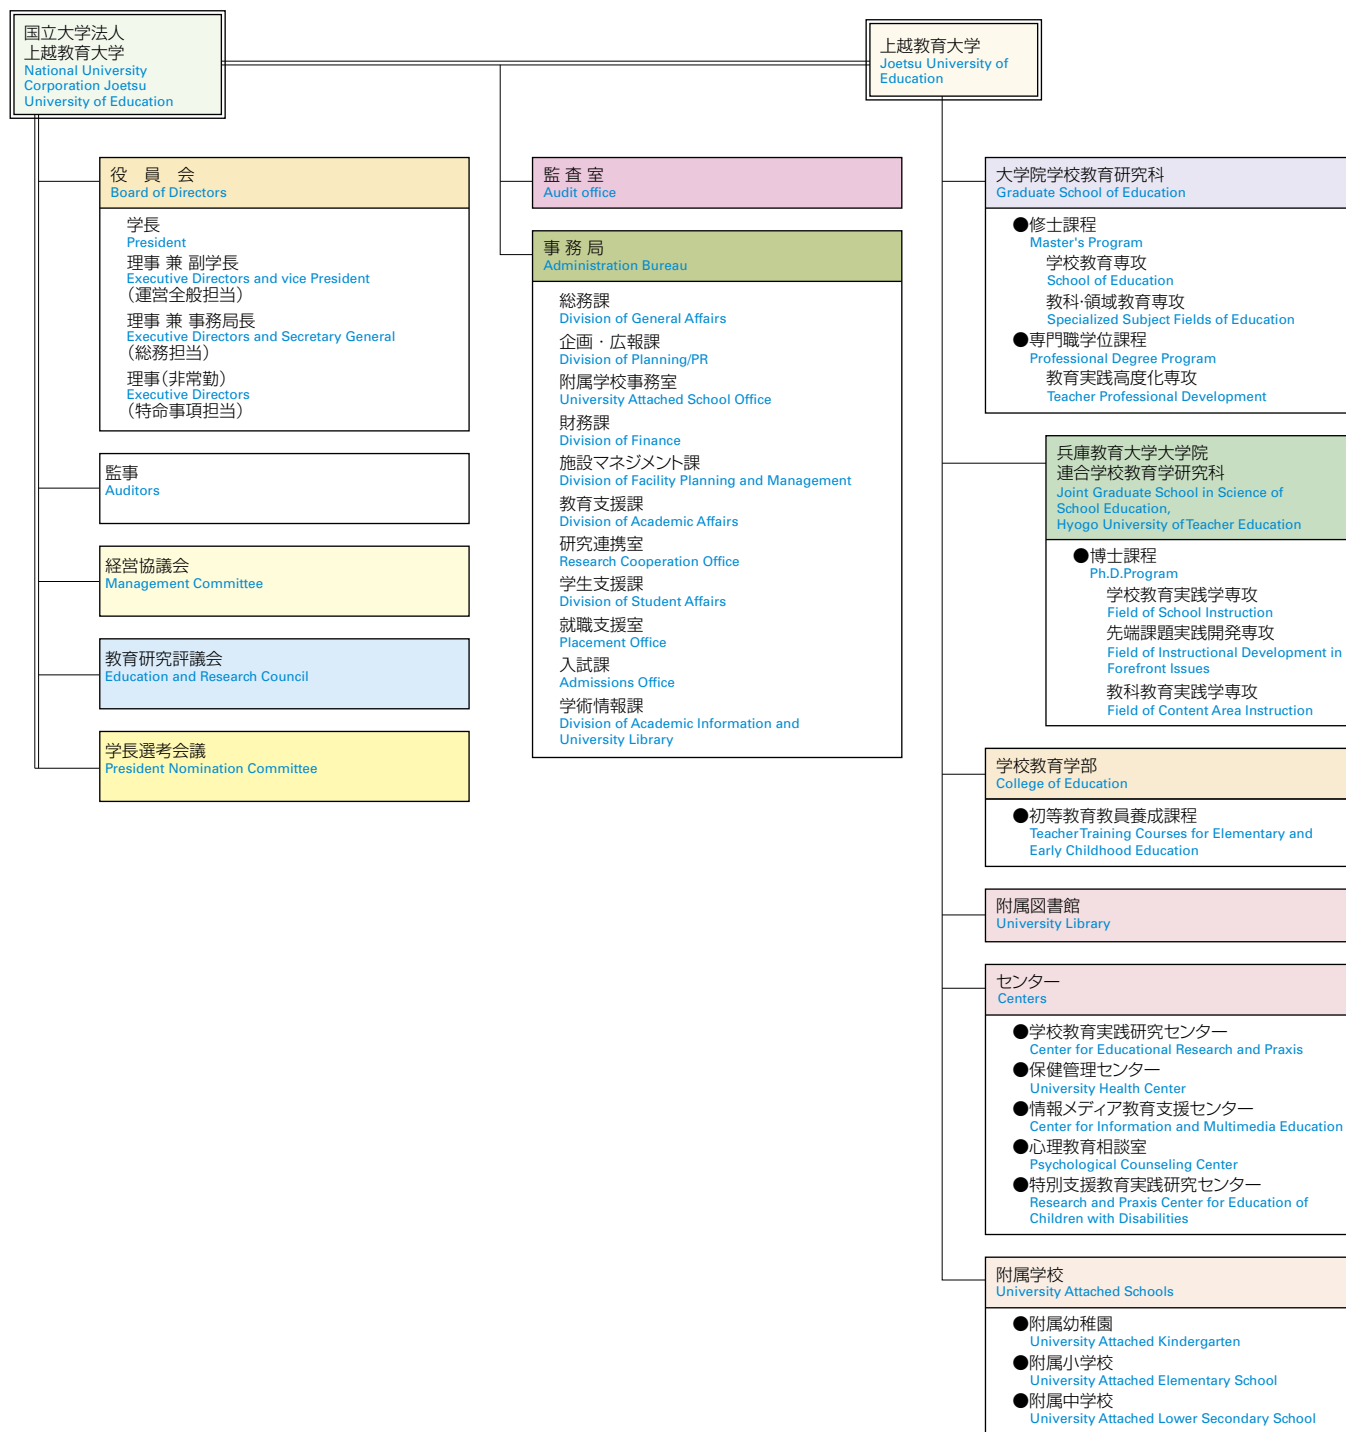 国立大学法人
上越教育大学
National University
Corporation Joetsu
University of Education
上越教育大学
Joetsu University of
Education
役　員　会
Board of Directors
学長
President
理事 兼 副学長
Executive Directors and vice President
(運営全般担当)
理事 兼 事務局長
Executive Directors and Secretary General
(総務担当)
理事(非常勤)
Executive Directors
(特命事項担当)
監事
Auditors
経営協議会
Management Committee
教育研究評議会
Education and Research Council
学長選考会議
President Nomination Committee
監 査 室
Audit office
事 務 局
Administration Bureau
総務課
Division of General Affairs
企画・広報課
Division of Planning/PR
附属学校事務室
University Attached School Office
財務課
Division of Finance
施設マネジメント課
Division of Facility Planning and Management
教育支援課
Division of Academic Affairs
研究連携室
Research Cooperation Office
学生支援課
Division of Student Affairs
就職支援室
Placement Office
入試課
Admissions Office
学術情報課
Division of Academic Information and
University Library
大学院学校教育研究科
Graduate School of Education
●修士課程
Master's Program
学校教育専攻
School of Education
教科・領域教育専攻
Specialized Subject Fields of Education
●専門職学位課程
Professional Degree Program
教育実践高度化専攻
Teacher Professional Development
兵庫教育大学大学院
連合学校教育学研究科
Joint Graduate School in Science of
School Education,
Hyogo University of Teacher Education
●博士課程
Ph.D.Program
学校教育実践学専攻
Field of School Instruction
先端課題実践開発専攻
Field of Instructional Development in
Forefront Issues
教科教育実践学専攻
Field of Content Area Instruction
学校教育学部
College of Education
●初等教育教員養成課程
Teacher Training Courses for Elementary and
Early Childhood Education
附属図書館
University Library
センター
Centers
●学校教育実践研究センター
Center for Educational Research and Praxis
●保健管理センター
University Health Center
●情報メディア教育支援センター
Center for Information and Multimedia Education
●心理教育相談室
Psychological Counseling Center
●特別支援教育実践研究センター
Research and Praxis Center for Education of
Children with Disabilities
附属学校
University Attached Schools
●附属幼稚園
University Attached Kindergarten
●附属小学校
University Attached Elementary School
●附属中学校
University Attached Lower Secondary School